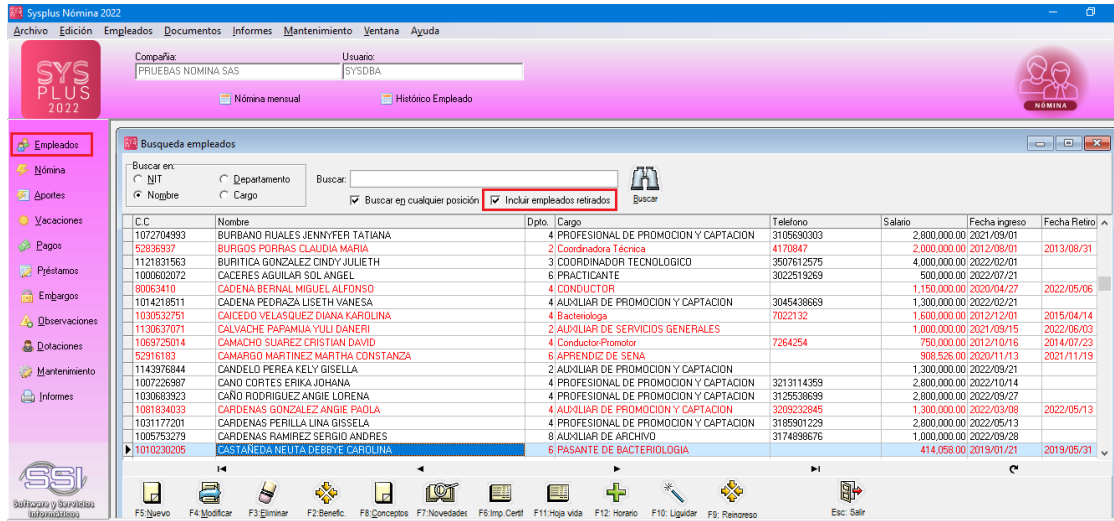 Sysplus Nómina 2022
Archivo Edición Empleados Documentos Informes Mantenimiento Ventana Ayuda
SYS
PLUS
2022
Compañia:
PRUEBAS NOMINA SAS
Usuario:
SYSDBA
Nómina mensual
Histórico Empleado
NÓMINA
Empleados
Nómina
Aportes
Vacaciones
Pagos
Préstamos
Embargos
Observaciones
Dotaciones
Mantenimiento
Informes
SSI
Software y Servicios
Informáticos
Busqueda empleados
Buscar en:
NIT Departamento
Nombre Cargo
Buscar:
Buscar en cualquier posición Incluir empleados retirados
Buscar
C.C Nombre Dpto. Cargo Telefono Salario Fecha ingreso Fecha Retiro
1072704993 BURBANO RUALES JENNYFER TATIANA 4 PROFESIONAL DE PROMOCION Y CAPTACION 3105690303 2,800,000.00 2021/09/01
52836937 BURGOS PORRAS CLAUDIA MARIA 2 Coordinadora Técnica 4170847 2,000,000.00 2012/08/01 2013/08/31
1121831563 BURITICA GONZALEZ CINDY JULIETH 3 COORDINADOR TECNOLOGICO 3507612575 4,000,000.00 2022/02/01
1000602072 CACERES AGUILAR SOL ANGEL 6 PRACTICANTE 3022519269 500,000.00 2022/07/21
80063410 CADENA BERNAL MIGUEL ALFONSO 4 CONDUCTOR 1,150,000.00 2020/04/27 2022/05/06
1014218511 CADENA PEDRAZA LISETH VANESA 4 AUXILIAR DE PROMOCION Y CAPTACION 3045438669 1,300,000.00 2022/02/21
1030532751 CAICEDO VELASQUEZ DIANA KAROLINA 4 Bacteriologa 7022132 1,600,000.00 2012/12/01 2015/04/14
1130637071 CALVACHE PAPAMIJA YULI DANERI 2 AUXILIAR DE SERVICIOS GENERALES 1,000,000.00 2021/09/15 2022/06/03
1069725014 CAMACHO SUAREZ CRISTIAN DAVID 4 Conductor-Promotor 7264254 750,000.00 2012/10/16 2014/07/23
52916183 CAMARGO MARTINEZ MARTHA CONSTANZA 6 APRENDIZ DE SENA 908,526.00 2020/11/13 2021/11/19
1143976844 CANDELO PEREA KELY GISELLA 2 AUXILIAR DE PROMOCION Y CAPTACION 1,300,000.00 2022/09/21
1007226987 CANO CORTES ERIKA JOHANA 4 PROFESIONAL DE PROMOCION Y CAPTACION 3213114359 2,800,000.00 2022/10/14
1030683923 CAÑO RODRIGUEZ ANGIE LORENA 4 PROFESIONAL DE PROMOCION Y CAPTACION 3125538699 2,800,000.00 2022/09/27
1081834033 CARDENAS GONZALEZ ANGIE PAOLA 4 AUXILIAR DE PROMOCION Y CAPTACION 3209232845 1,300,000.00 2022/03/08 2022/05/13
1031177201 CARDENAS PERILLA LINA GISSELA 4 PROFESIONAL DE PROMOCION Y CAPTACION 3185901229 2,800,000.00 2022/05/13
1005753279 CARDENAS RAMIREZ SERGIO ANDRES 8 AUXILIAR DE ARCHIVO 3174898676 1,000,000.00 2022/09/28
1010230205 CASTAÑEDA NEUTA DEBBYE CAROLINA 6 PASANTE DE BACTERIOLOGIA 414,058.00 2019/01/21 2019/05/31
F5:Nuevo F4:Modificar F3:Eliminar F2:Benefic. F8:Conceptos F7:Novedades F6:Imp.Certif F11:Hoja vida F12: Horario F10: Liquidar F9: Reingreso Esc: Salir